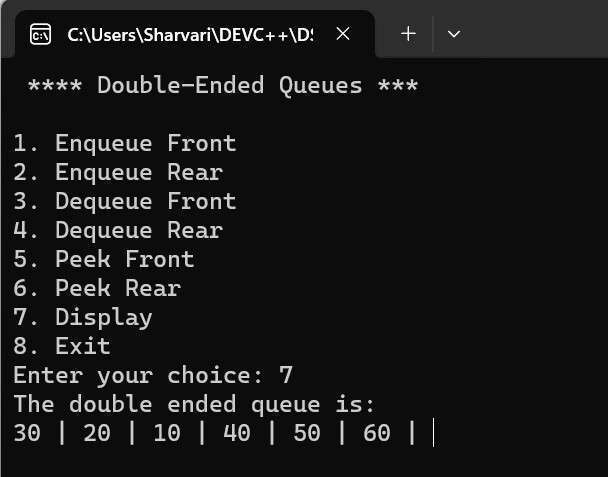 C:\Users\Sharvari\DEVC++\DS
**** Double-Ended Queues ***
1. Enqueue Front
2. Enqueue Rear
3. Dequeue Front
4. Dequeue Rear
5. Peek Front
6. Peek Rear
7. Display
8. Exit
Enter your choice: 7
The double ended queue is:
30 | 20 | 10 | 40 | 50 | 60 |